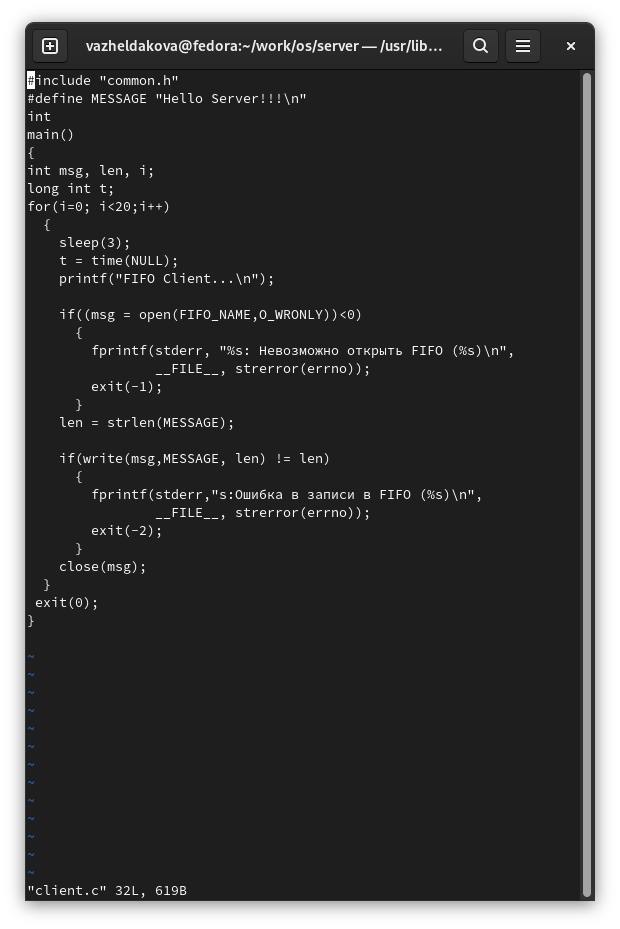 vazheldakova@fedora:~/work/os/server — /usr/lib…
#include "common.h"
#define MESSAGE "Hello Server!!!\n"
int
main()
{
int msg, len, i;
long int t;
for(i=0; i<20;i++)
  {
    sleep(3);
    t = time(NULL);
    printf("FIFO Client...\n");

    if((msg = open(FIFO_NAME,O_WRONLY))<0)
      {
        fprintf(stderr, "%s: Невозможно открыть FIFO (%s)\n",
                __FILE__, strerror(errno));
        exit(-1);
      }
    len = strlen(MESSAGE);

    if(write(msg,MESSAGE, len) != len)
      {
        fprintf(stderr,"s:Ошибка в записи в FIFO (%s)\n",
                __FILE__, strerror(errno));
        exit(-2);
      }
    close(msg);
  }
 exit(0);
}

~
~
~
~
~
~
~
~
~
~
~
~
~
"client.c" 32L, 619B